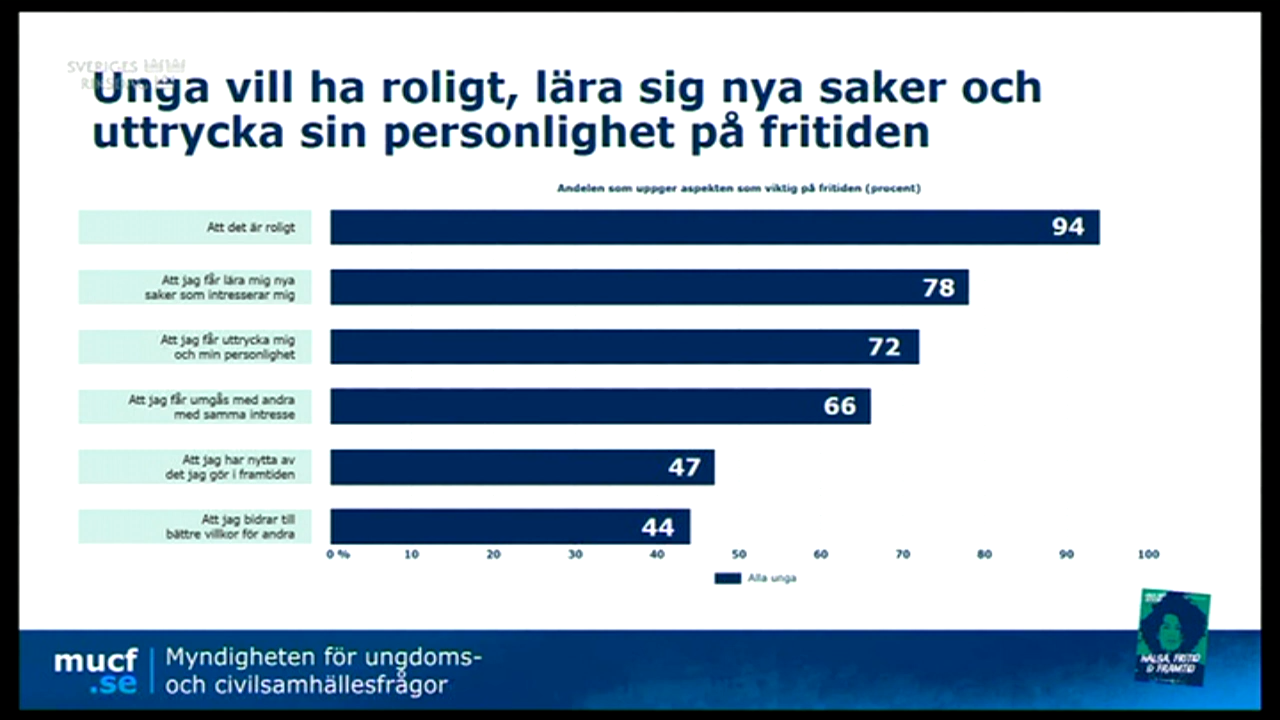 SVERIGES
RIKSDAG
Unga vill ha roligt, lära sig nya saker och
uttrycka sin personlighet på fritiden
Andelen som uppger aspekten som viktig på fritiden (procent)
Att det är roligt
94
Att jag får lära mig nya
saker som intresserar mig
78
Att jag får uttrycka mig
och min personlighet
72
Att jag får umgås med andra
med samma intresse
66
Att jag har nytta av
det jag gör i framtiden
47
Att jag bidrar till
bättre villkor för andra
44
0 % 10 20 30 40 50 60 70 80 90 100
Alla unga
HÄLSA, FRITID
& FRAMTID
mucf
.se
Myndigheten för ungdoms-
och civilsamhällesfrågor